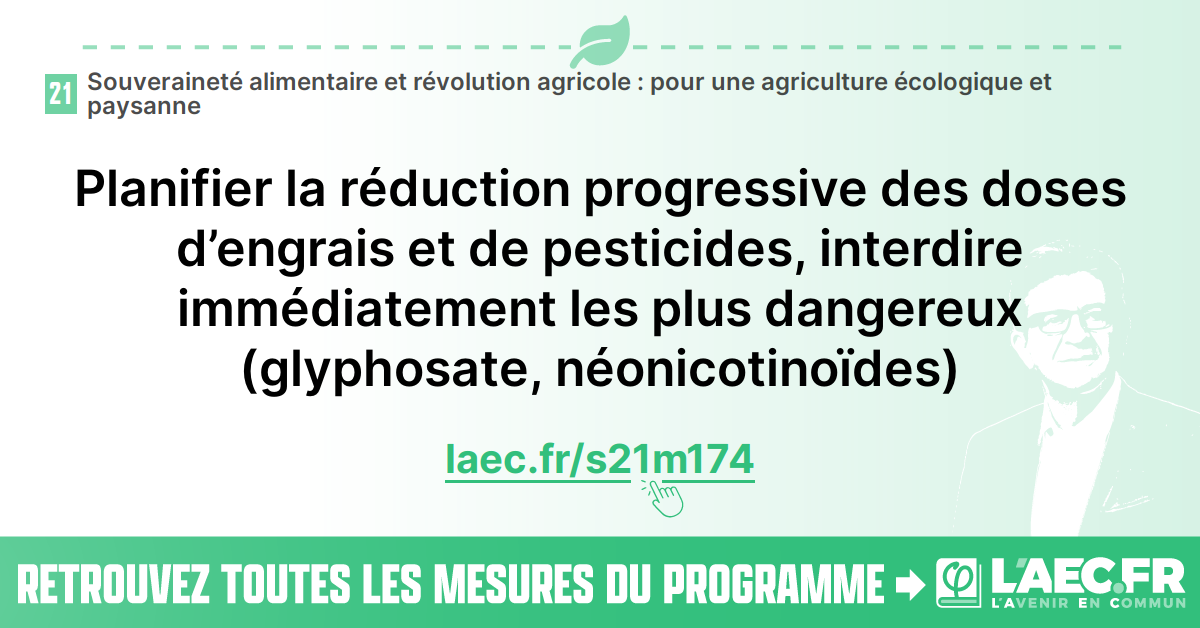 21
Souveraineté alimentaire et révolution agricole : pour une agriculture écologique et
paysanne
Planifier la réduction progressive des doses
d’engrais et de pesticides, interdire
immédiatement les plus dangereux
(glyphosate, néonicotinoïdes)
laec.fr/s21m174
RETROUVEZ TOUTES LES MESURES DU PROGRAMME
φ
L'AEC.FR
L'AVENIR EN COMMUN